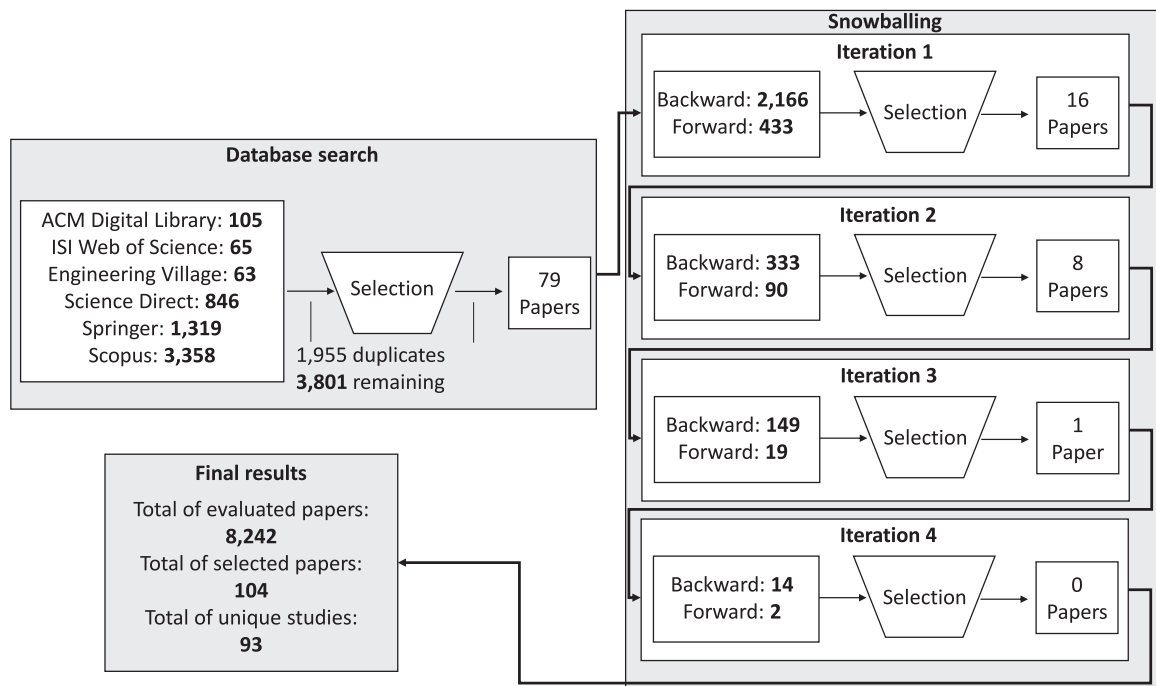 Database search
ACM Digital Library: 105
ISI Web of Science: 65
Engineering Village: 63
Science Direct: 846
Springer: 1,319
Scopus: 3,358
Selection
1,955 duplicates
3,801 remaining
79
Papers
Snowballing
Iteration 1
Backward: 2,166
Forward: 433
Selection
16
Papers
Iteration 2
Backward: 333
Forward: 90
Selection
8
Papers
Iteration 3
Backward: 149
Forward: 19
Selection
1
Paper
Iteration 4
Backward: 14
Forward: 2
Selection
0
Papers
Final results
Total of evaluated papers:
8,242
Total of selected papers:
104
Total of unique studies:
93